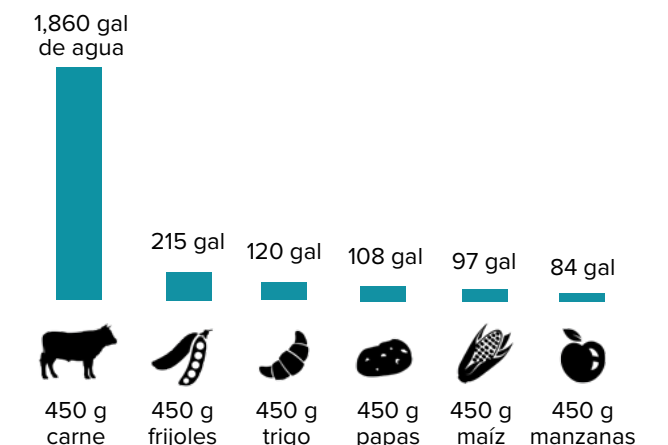 1,860 gal
de agua
215 gal
120 gal
108 gal
97 gal
84 gal
450 g
carne
450 g
frijoles
450 g
trigo
450 g
papas
450 g
maíz
450 g
manzanas